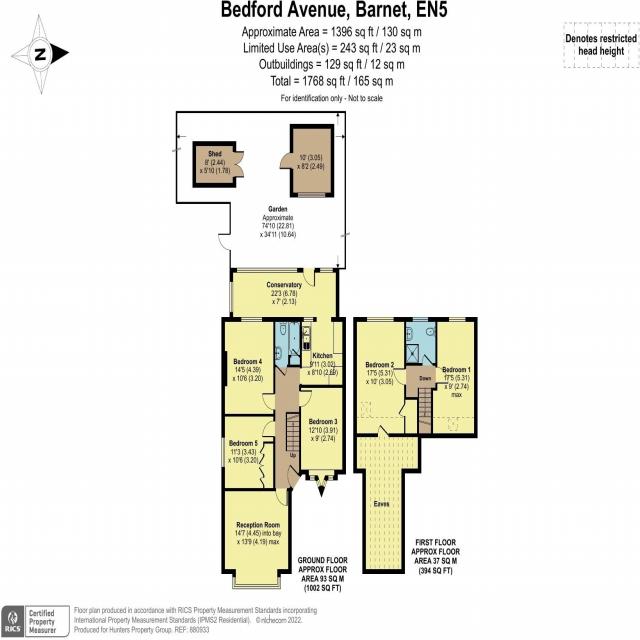 Bedford Avenue, Barnet, EN5
Approximate Area = 1396 sq ft / 130 sq m
Limited Use Area(s) = 243 sq ft / 23 sq m
Outbuildings = 129 sq ft / 12 sq m
Total = 1768 sq ft / 165 sq m
For identification only - Not to scale
N
Denotes restricted
head height
Shed
8' (2.44)
x 5'10 (1.78)
10' (3.05)
x 8'2 (2.49)
Garden
Approximate
74'10 (22.81)
x 34'11 (10.64)
Conservatory
22'3 (6.78)
x 7' (2.13)
Bedroom 4
14'5 (4.39)
x 10'6 (3.20)
Kitchen
9'11 (3.02)
x 8'10 (2.69)
Bedroom 3
12'10 (3.91)
x 9' (2.74)
Bedroom 5
11'3 (3.43)
x 10'6 (3.20)
Up
Reception Room
14'7 (4.45) into bay
x 13'9 (4.19) max
GROUND FLOOR
APPROX FLOOR
AREA 93 SQ M
(1002 SQ FT)
Bedroom 2
17'5 (5.31)
x 10' (3.05)
Bedroom 1
17'5 (5.31)
x 9' (2.74)
max
Down
Eaves
FIRST FLOOR
APPROX FLOOR
AREA 37 SQ M
(394 SQ FT)
RICS
Certified
Property
Measurer
Floor plan produced in accordance with RICS Property Measurement Standards incorporating
International Property Measurement Standards (IPMS2 Residential). ©nichecom 2022.
Produced for Hunters Property Group. REF: 880933